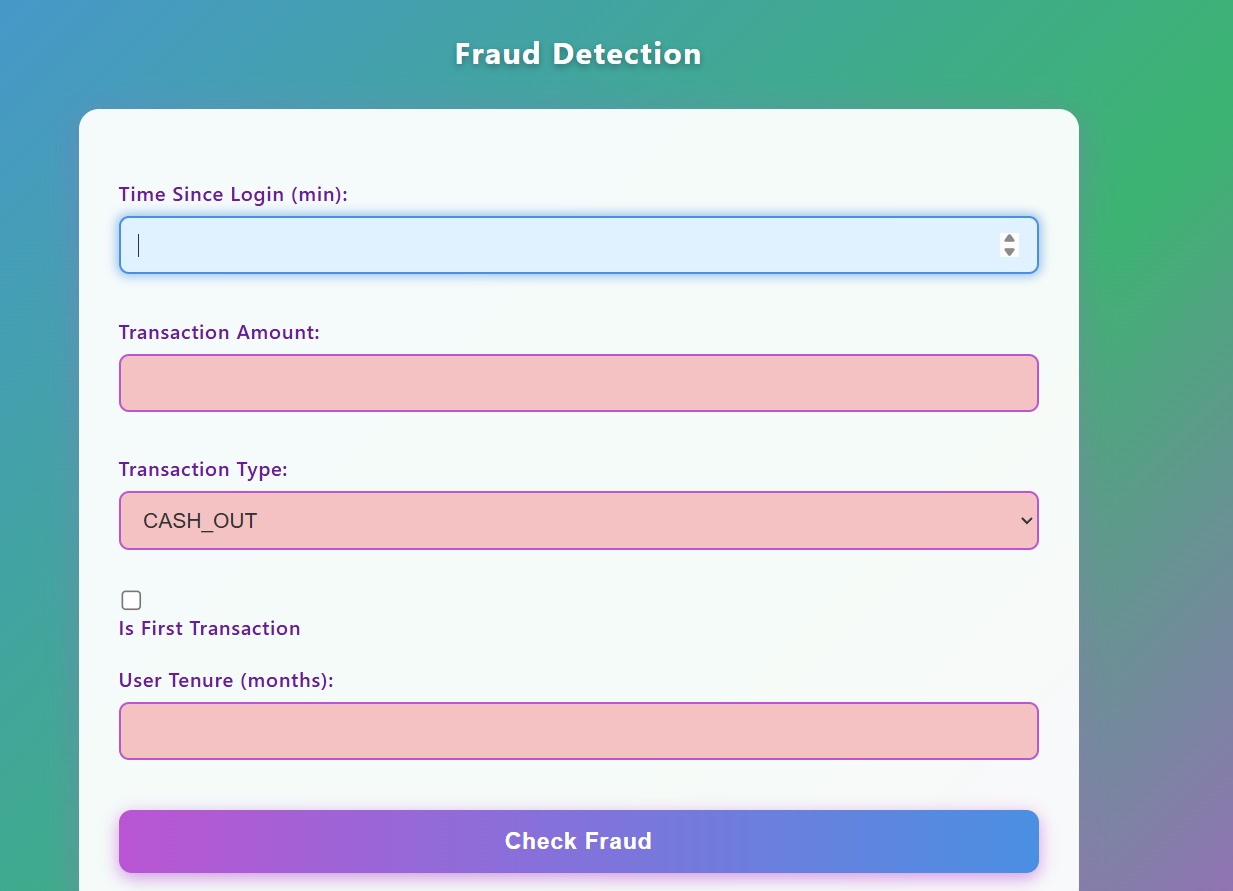 Fraud Detection
Time Since Login (min):
Transaction Amount:
Transaction Type:
CASH_OUT
Is First Transaction
User Tenure (months):
Check Fraud